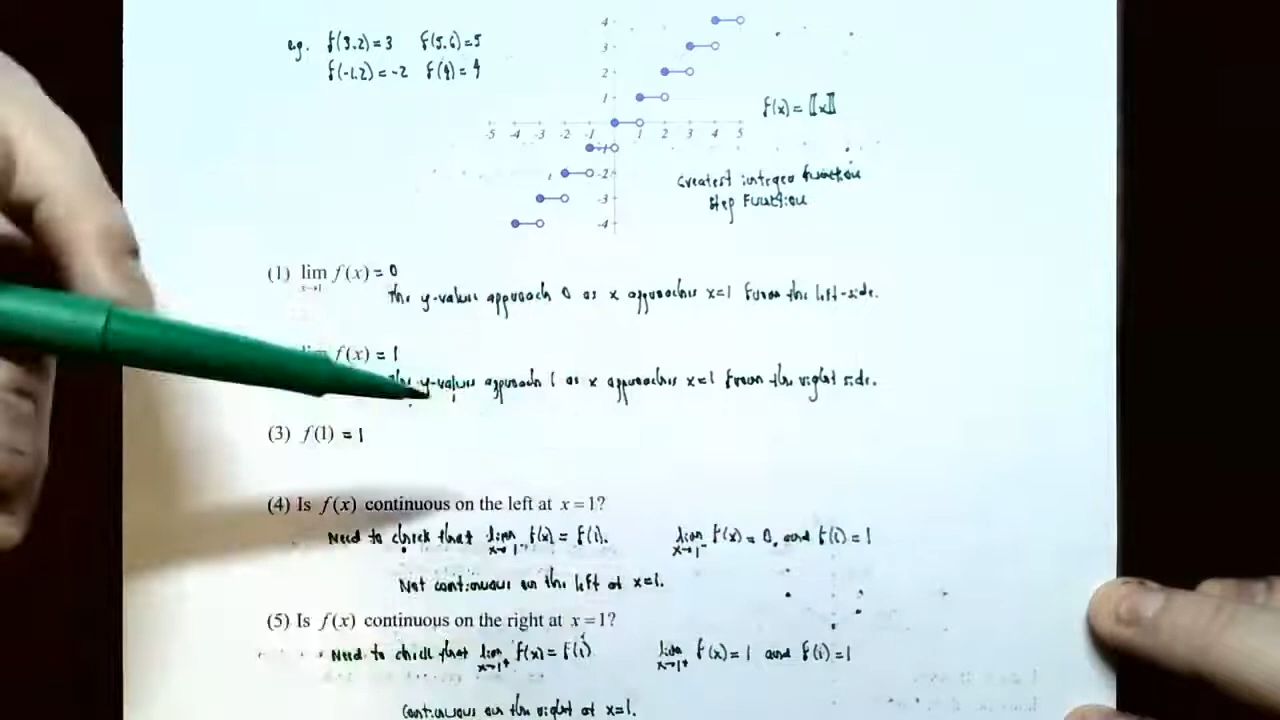 e.g. f(3.2) = 3 f(5.6) = 5
f(-1.2) = -2 f(4) = 4
4
3
2
1
-5 -4 -3 -2 -1 1 2 3 4 5
-1
-2
-3
-4
f(x) = ⟦x⟧
Greatest integer function
Step Function
(1) lim f(x) = 0
x→1
The y-values approach 0 as x approaches x=1 from the left-side.
lim f(x) = 1
The y-values approach 1 as x approaches x=1 from the right side.
(3) f(1) = 1
(4) Is f(x) continuous on the left at x = 1?
Need to check that lim x→1⁻ f(x) = f(1). lim x→1⁻ f(x) = 0, and f(1) = 1
Not continuous on the left at x=1.
(5) Is f(x) continuous on the right at x = 1?
Need to check that lim x→1⁺ f(x) = f(1) lim x→1⁺ f(x) = 1 and f(1) = 1
Continuous on the right at x=1.